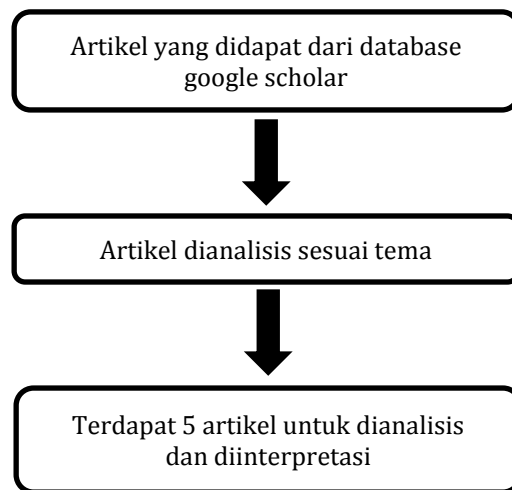 Artikel yang didapat dari database
google scholar
Artikel dianalisis sesuai tema
Terdapat 5 artikel untuk dianalisis
dan diinterpretasi